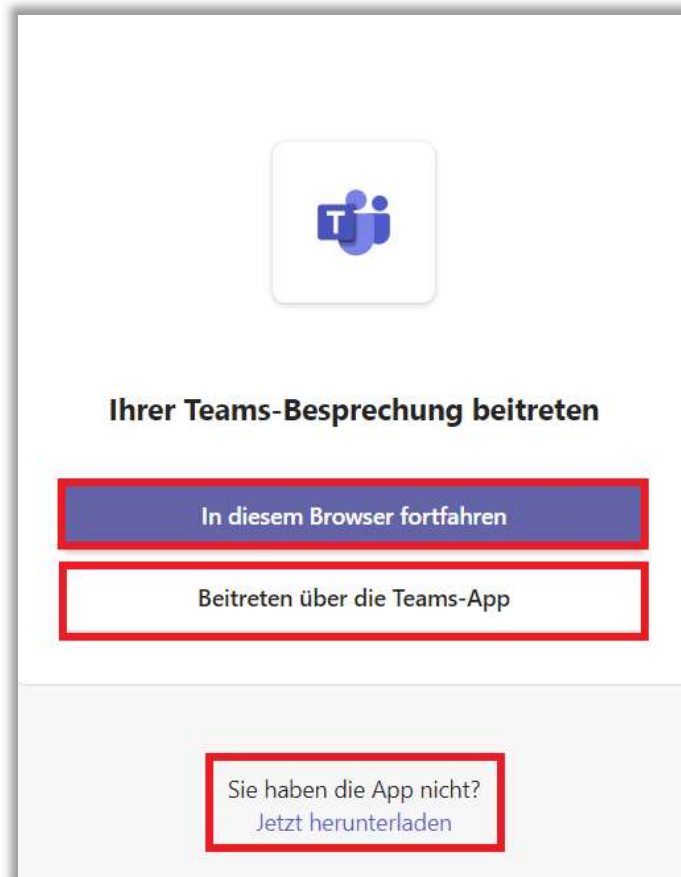 T
Ihrer Teams-Besprechung beitreten
In diesem Browser fortfahren
Beitreten über die Teams-App
Sie haben die App nicht?
Jetzt herunterladen